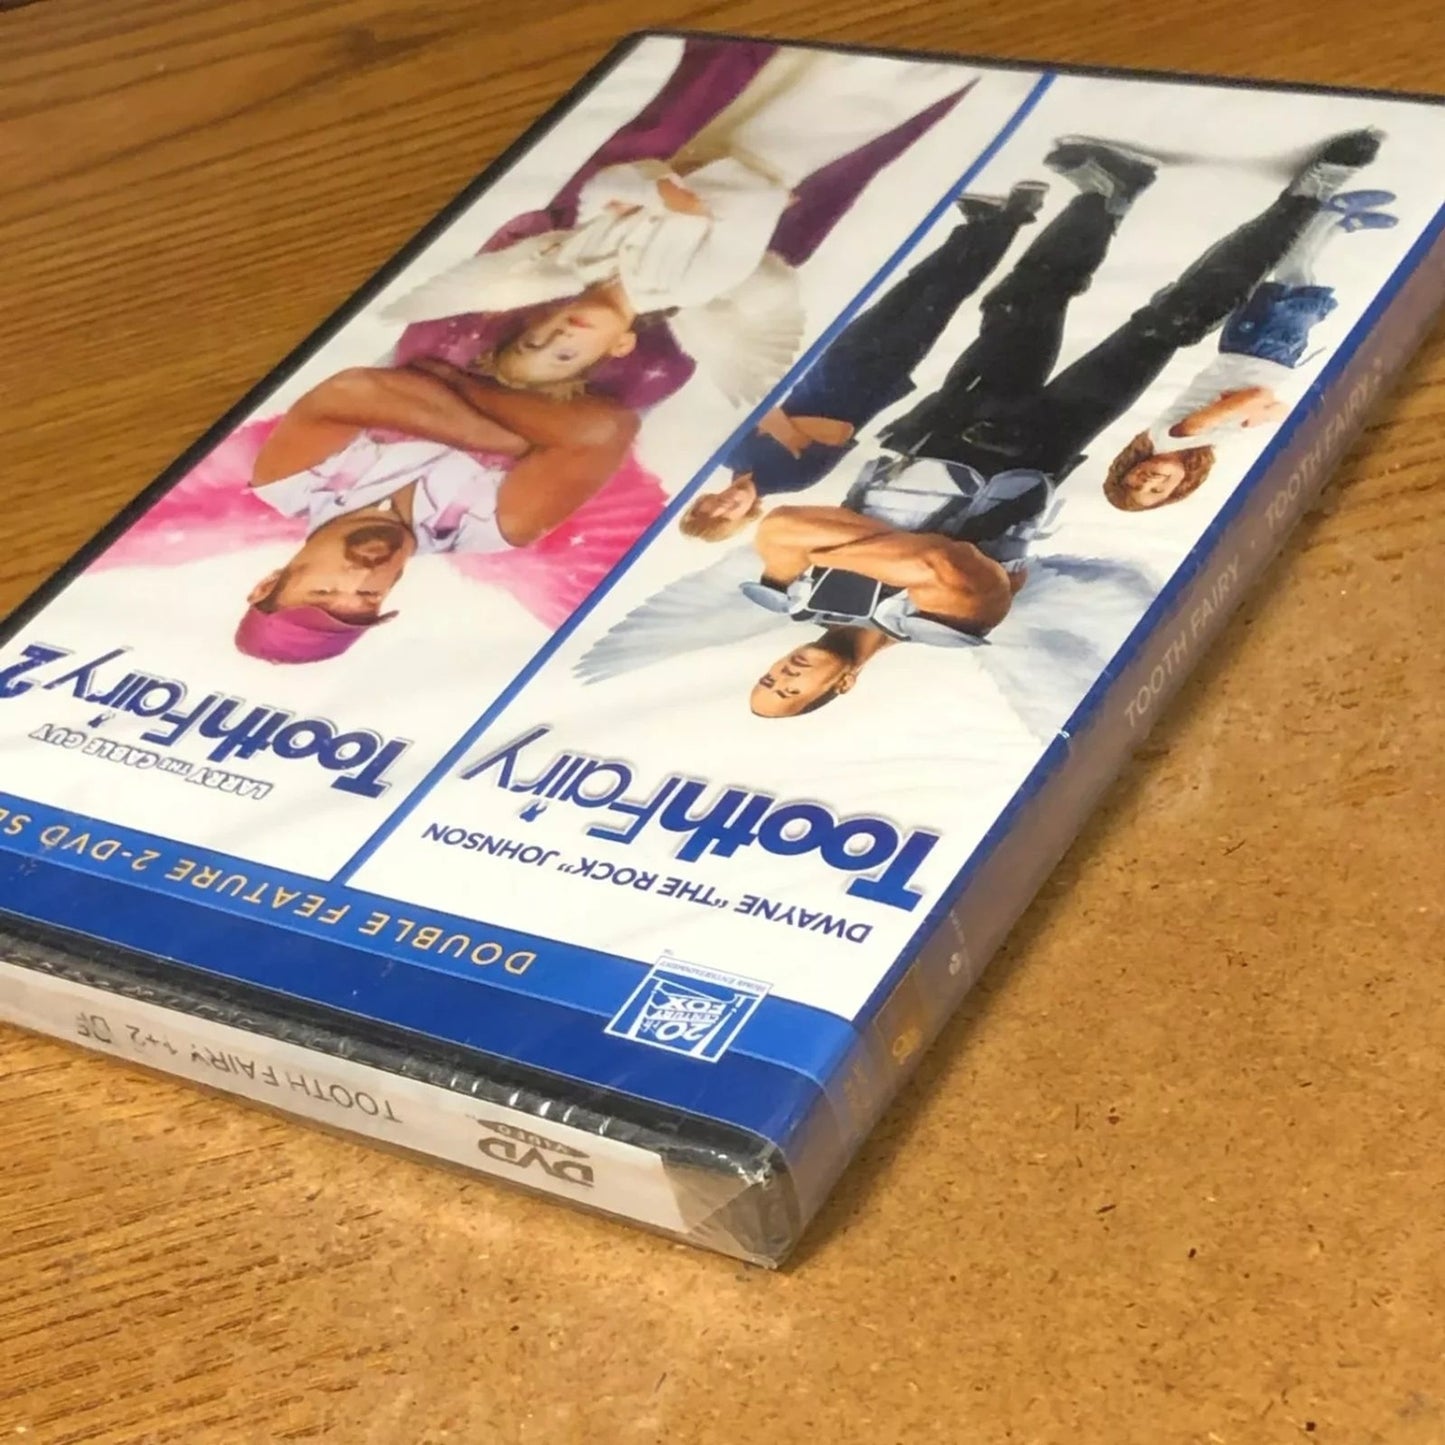 20th
CENTURY
FOX
HOME ENTERTAINMENT
DOUBLE FEATURE 2-DVD
DWAYNE "THE ROCK" JOHNSON
ToothFairy
LARRY THE CABLE GUY
ToothFairy 2
DVD
VIDEO
TOOTH FAIRY 1+2 DF
TOOTH FAIRY . TOOTH FAIRY 2